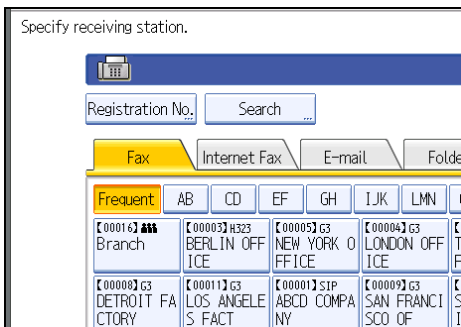 Specify receiving station.
Registration No. Search
Fax Internet Fax E-mail Folde
Frequent AB CD EF GH IJK LMN
【00016】 【00003】H323 【00005】G3 【00004】G3
Branch BERLIN OFF NEW YORK O LONDON OFF
ICE FFICE ICE
【00008】G3 【00011】G3 【00001】SIP 【00009】G3
DETROIT FA LOS ANGELE ABCD COMPA SAN FRANCI
CTORY S FACT NY SCO OF